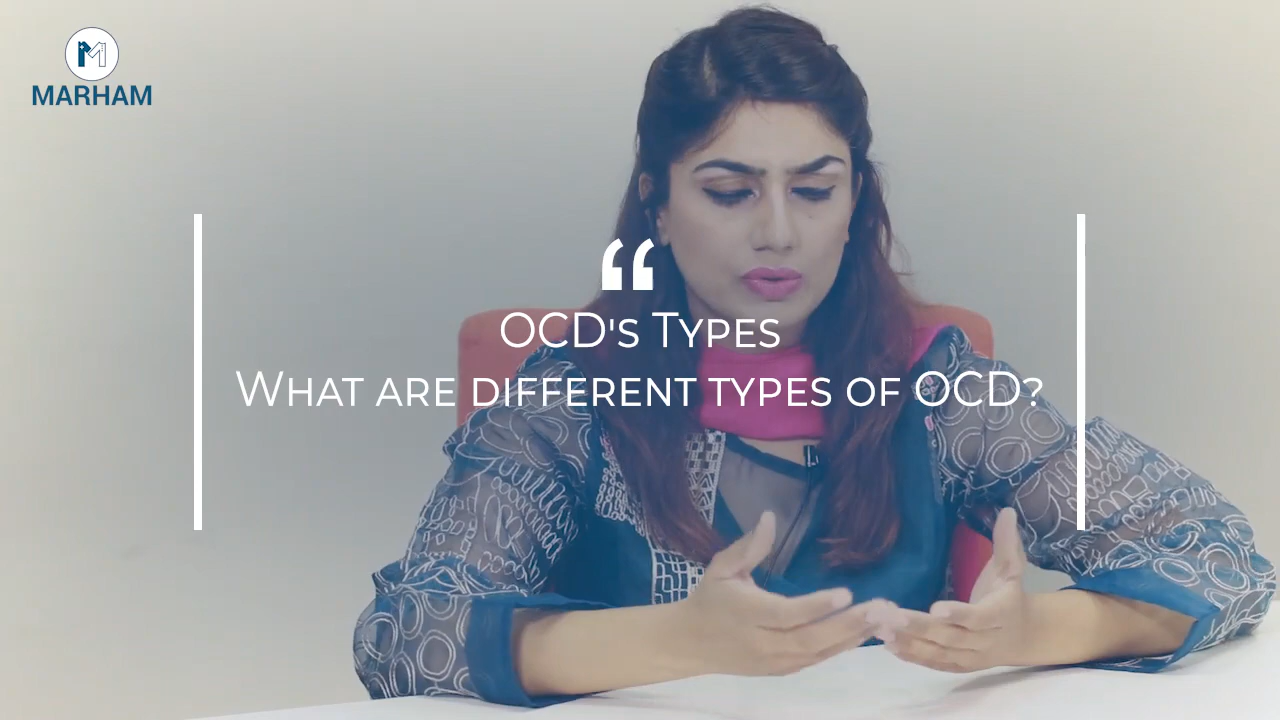 MARHAM
“
OCD's Types
What are different types of OCD?